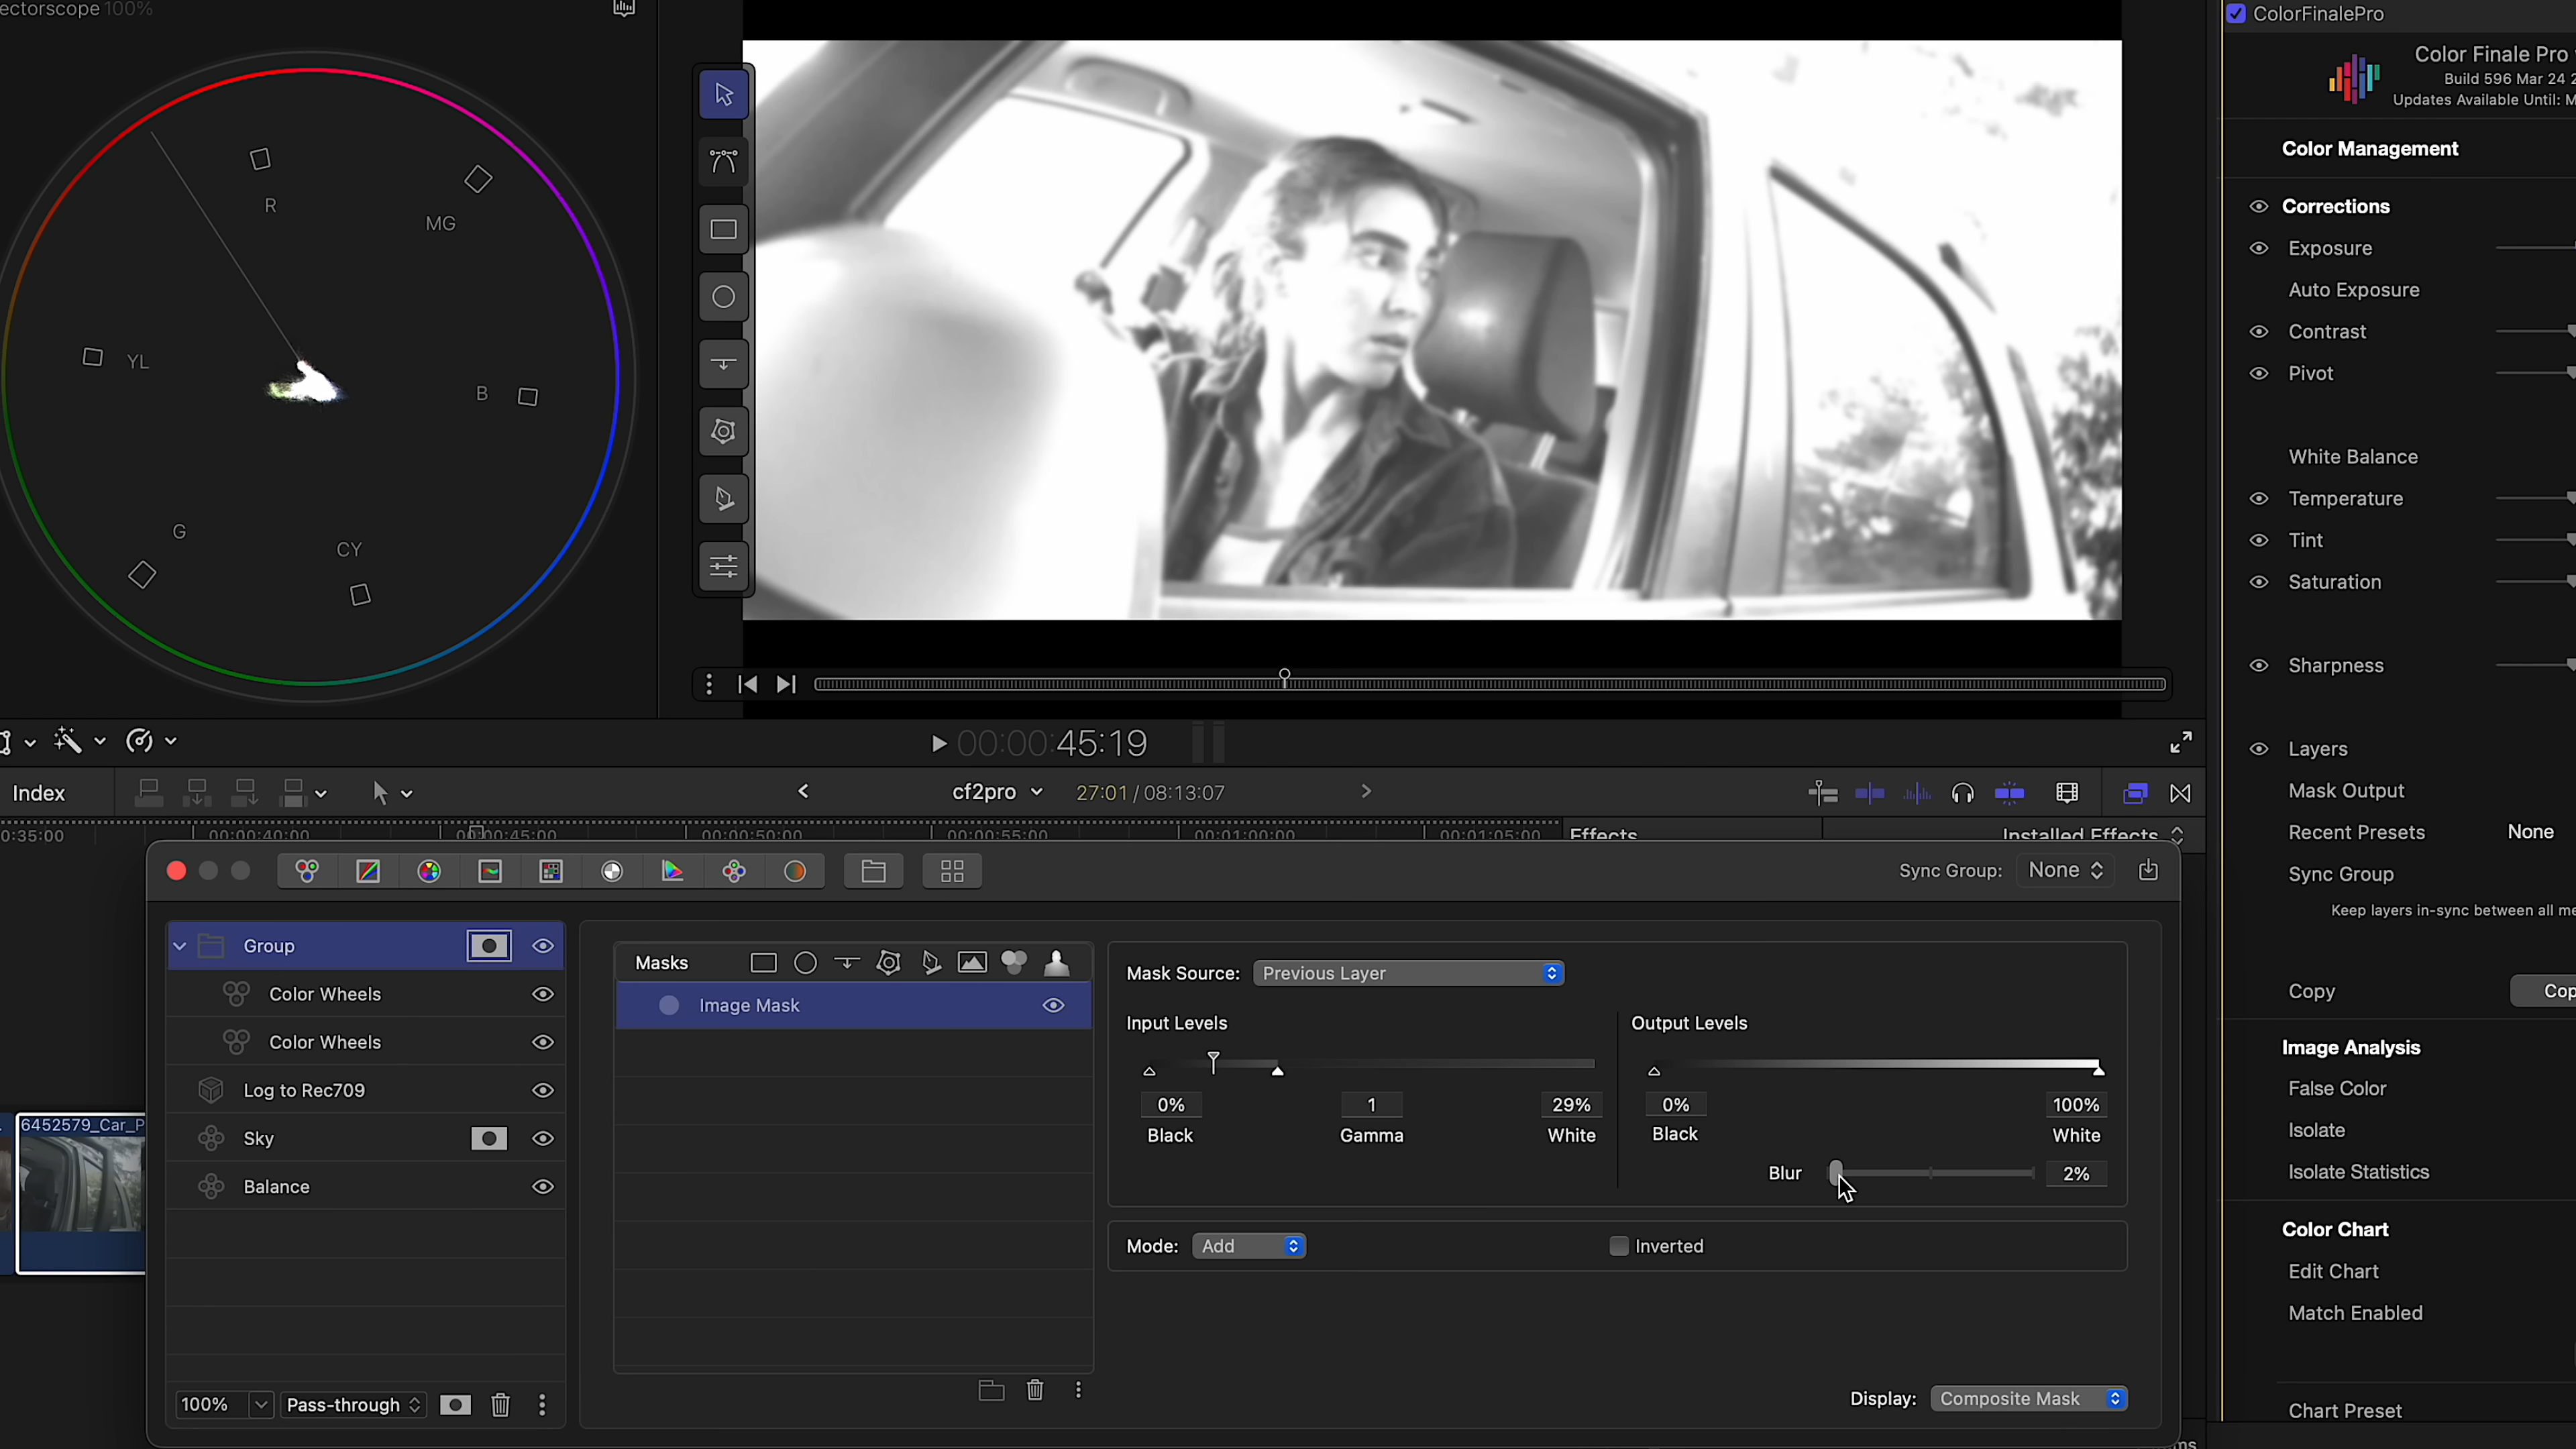 ectorscope 100%
R
MG
YL
B
G
CY
ColorFinalePro
Color Finale Pro
Build 596 Mar 24 2
Updates Available Until: M
Color Management
Corrections
Exposure
Auto Exposure
Contrast
Pivot
White Balance
Temperature
Tint
Saturation
Sharpness
Layers
Mask Output
Recent Presets None
Sync Group
Keep layers in-sync between all me
Copy Cop
Image Analysis
False Color
Isolate
Isolate Statistics
Color Chart
Edit Chart
Match Enabled
Chart Preset
00:00:45:19
Index
cf2pro 27:01 / 08:13:07
0:35:00 00:00:40:00 00:00:45:00 00:00:50:00 00:00:55:00 00:01:00:00 00:01:05:00
Effects Installed Effects
Sync Group: None
6452579_Car_P
Group
Color Wheels
Color Wheels
Log to Rec709
Sky
Balance
100% Pass-through
Masks
Image Mask
Mask Source: Previous Layer
Input Levels
0% 1 29%
Black Gamma White
Output Levels
0% 100%
Black White
Blur 2%
Mode: Add Inverted
Display: Composite Mask
ms